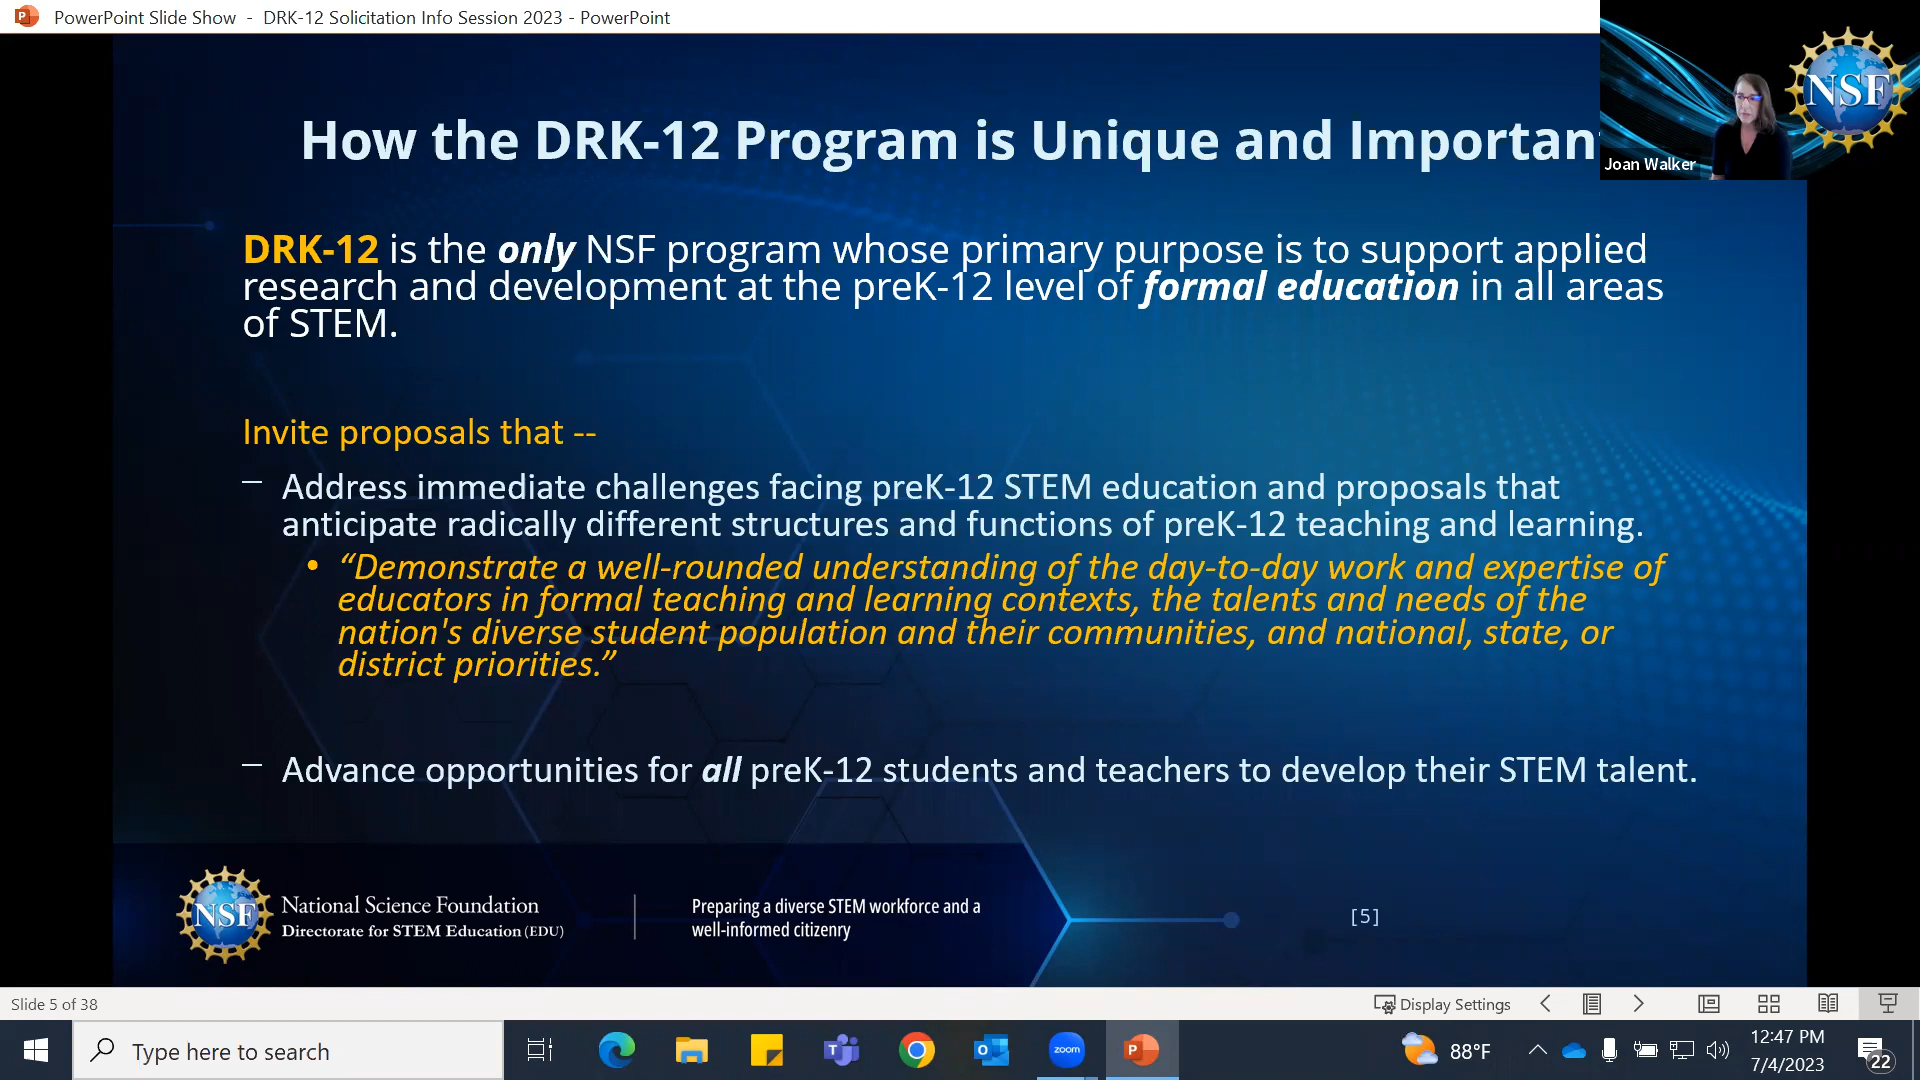 PowerPoint Slide Show - DRK-12 Solicitation Info Session 2023 - PowerPoint
NSF
Joan Walker
How the DRK-12 Program is Unique and Importan
DRK-12 is the only NSF program whose primary purpose is to support applied
research and development at the preK-12 level of formal education in all areas
of STEM.
Invite proposals that --
– Address immediate challenges facing preK-12 STEM education and proposals that
anticipate radically different structures and functions of preK-12 teaching and learning.
• “Demonstrate a well-rounded understanding of the day-to-day work and expertise of
educators in formal teaching and learning contexts, the talents and needs of the
nation's diverse student population and their communities, and national, state, or
district priorities.”
– Advance opportunities for all preK-12 students and teachers to develop their STEM talent.
NSF
National Science Foundation
Directorate for STEM Education (EDU)
Preparing a diverse STEM workforce and a
well-informed citizenry
[5]
Slide 5 of 38
Display Settings
Type here to search
zoom
88°F
12:47 PM
7/4/2023
22